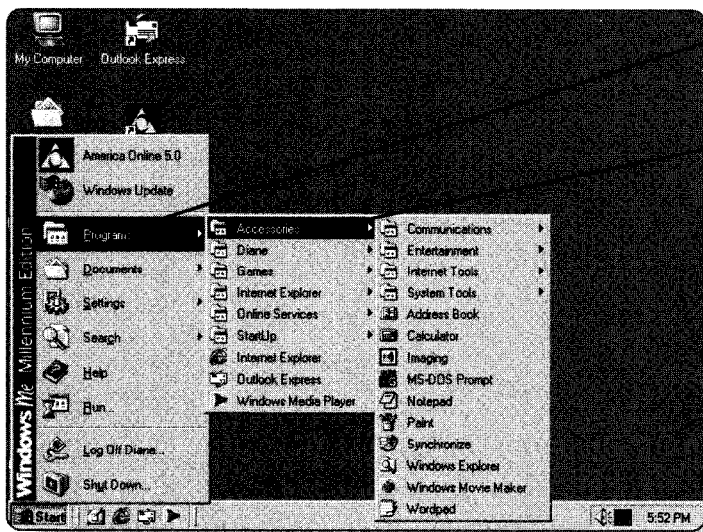 My Computer
Outlook Express
America Online 5.0
Windows Update
Programs
Documents
Settings
Search
Help
Run...
Log Off Diane...
Shut Down...
Windows Me Millennium Edition
Accessories
Diane
Games
Internet Explorer
Online Services
StartUp
Internet Explorer
Outlook Express
Windows Media Player
Communications
Entertainment
Internet Tools
System Tools
Address Book
Calculator
Imaging
MS-DOS Prompt
Notepad
Paint
Synchronize
Windows Explorer
Windows Movie Maker
Wordpad
Start
5:52 PM